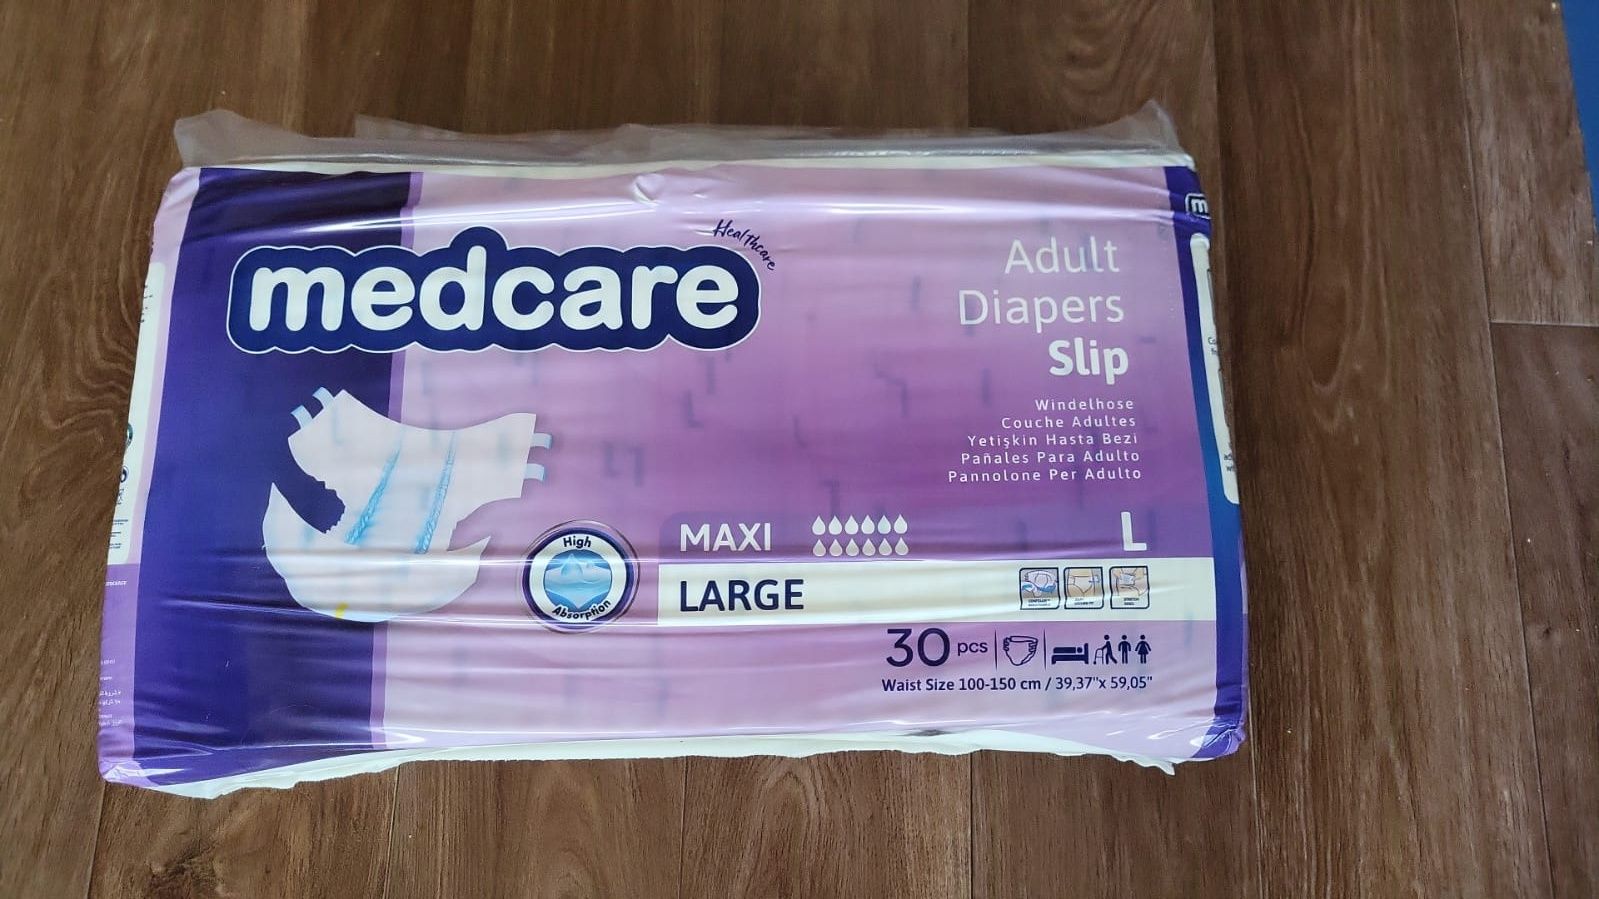 Healthcare
medcare
Adult
Diapers
Slip
Windelhose
Couche Adultes
Yetişkin Hasta Bezi
Pañales Para Adulto
Pannolone Per Adulto
High
Absorption
MAXI
L
LARGE
30 pcs
Waist Size 100-150 cm / 39,37"x 59,05"